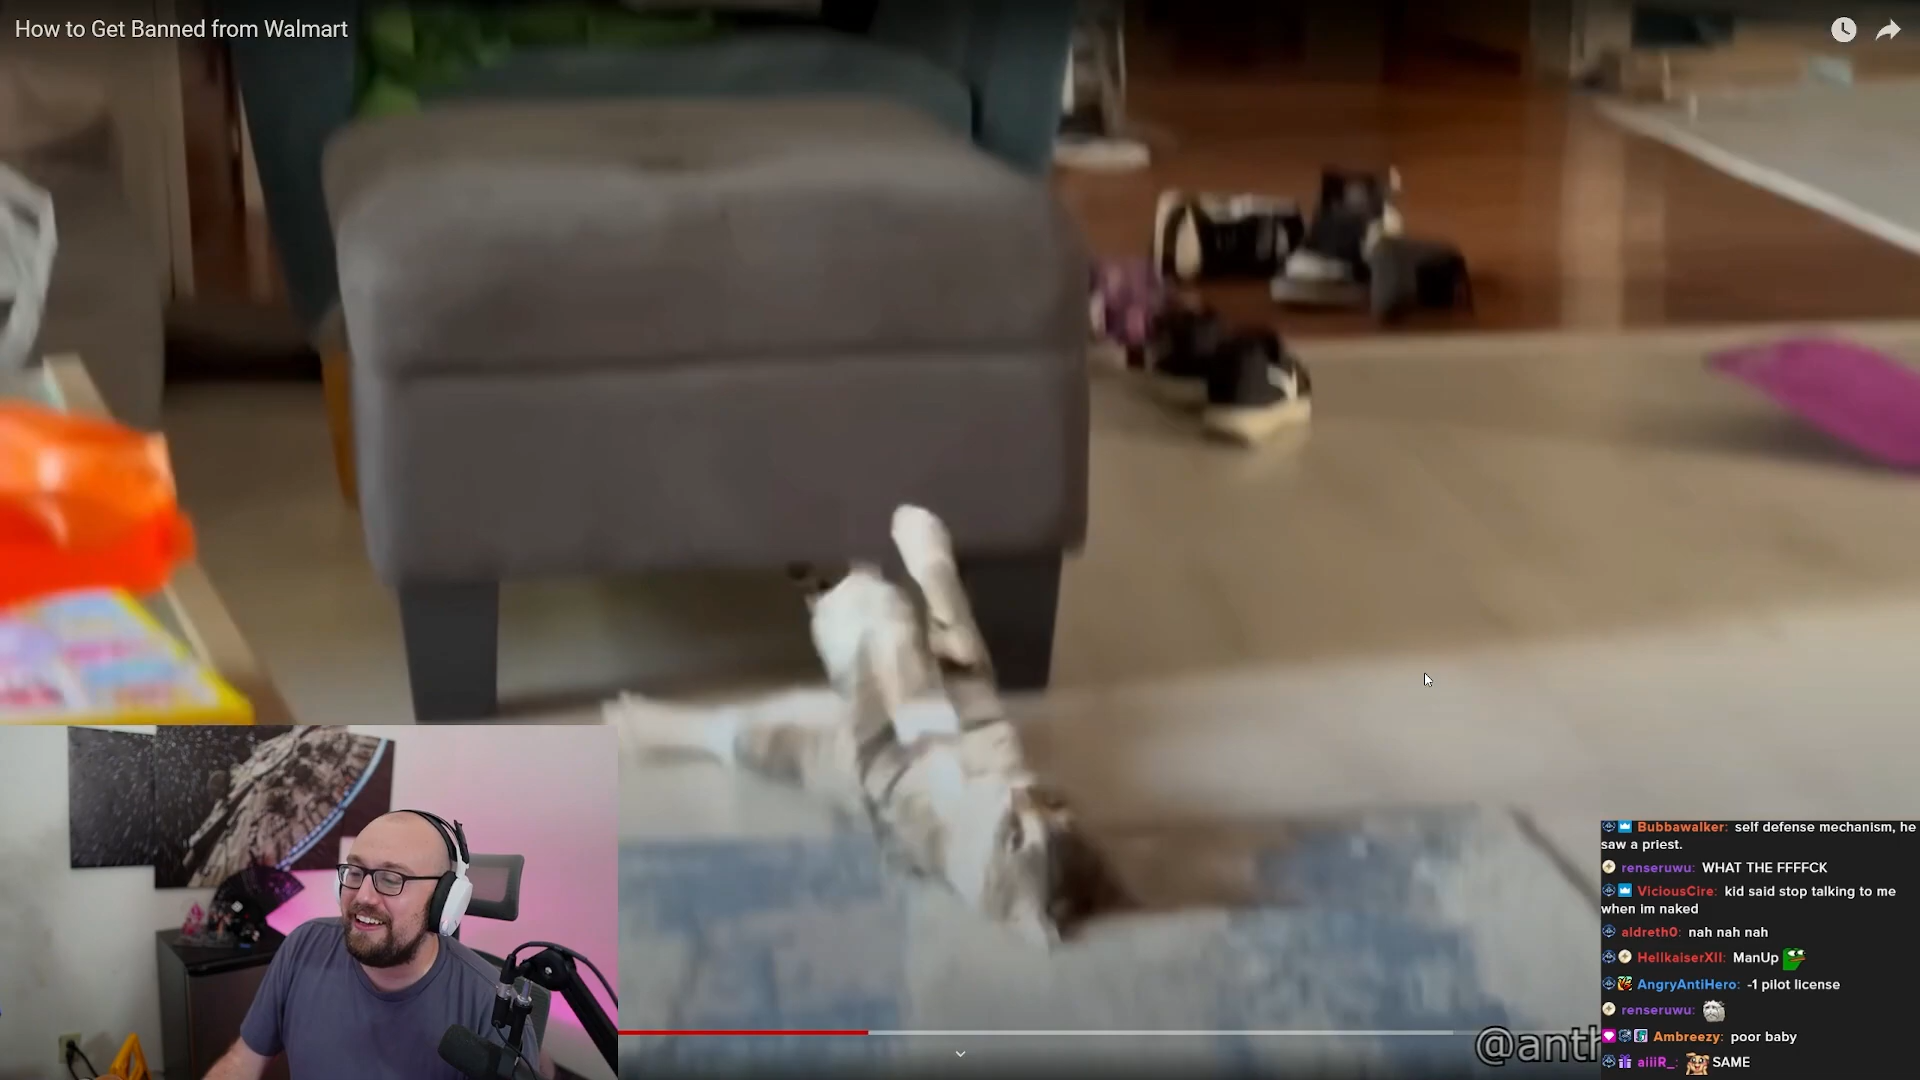 How to Get Banned from Walmart
Bubbawalker: self defense mechanism, he
saw a priest.
renseruwu: WHAT THE FFFFCK
ViciousCire: kid said stop talking to me
when im naked
aldreth0: nah nah nah
HellkaiserXII: ManUp
AngryAntiHero: -1 pilot license
renseruwu:
Ambreezy: poor baby
aiiiR_: SAME
@anth